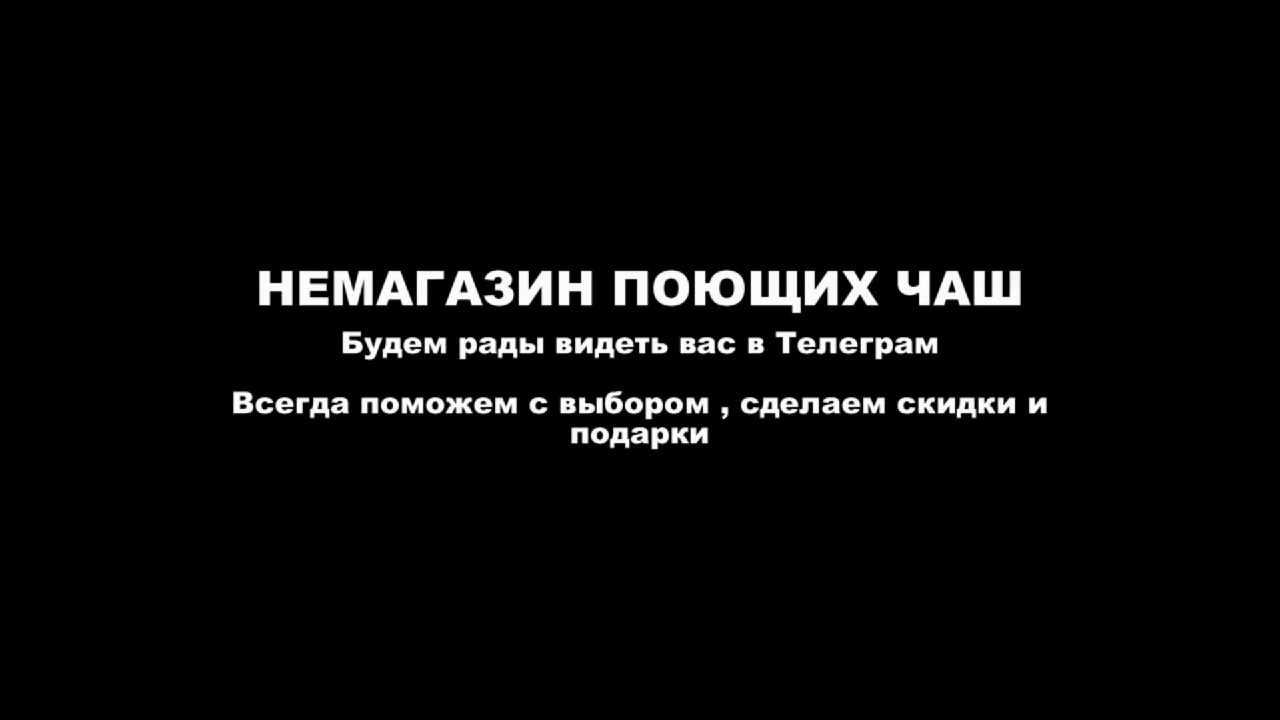 НЕМАГАЗИН ПОЮЩИХ ЧАШ
Будем рады видеть вас в Телеграм
Всегда поможем с выбором , сделаем скидки и
подарки